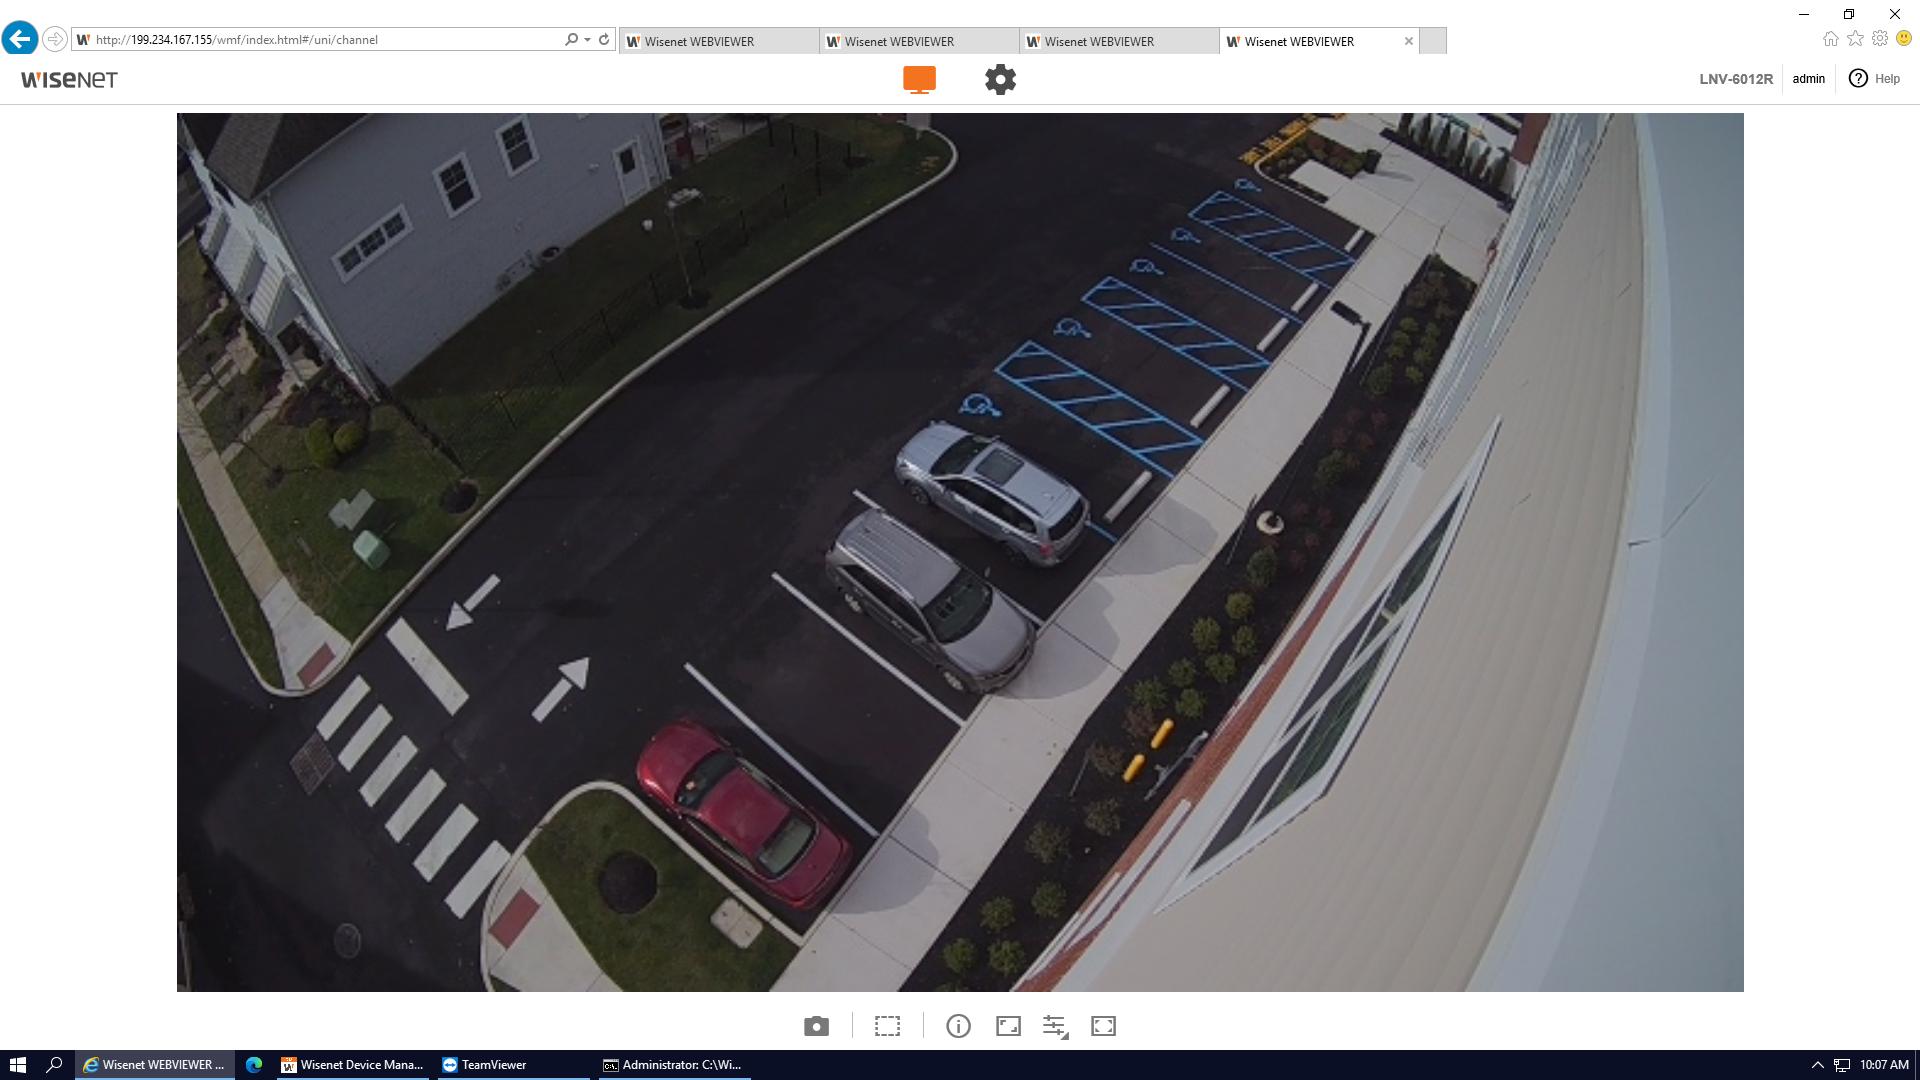 http://199.234.167.155/wmf/index.html#/uni/channel
Wisenet WEBVIEWER
Wisenet WEBVIEWER
Wisenet WEBVIEWER
Wisenet WEBVIEWER
WISENET
LNV-6012R
admin
Help
Wisenet WEBVIEWER ...
Wisenet Device Mana...
TeamViewer
Administrator: C:\Wi...
10:07 AM